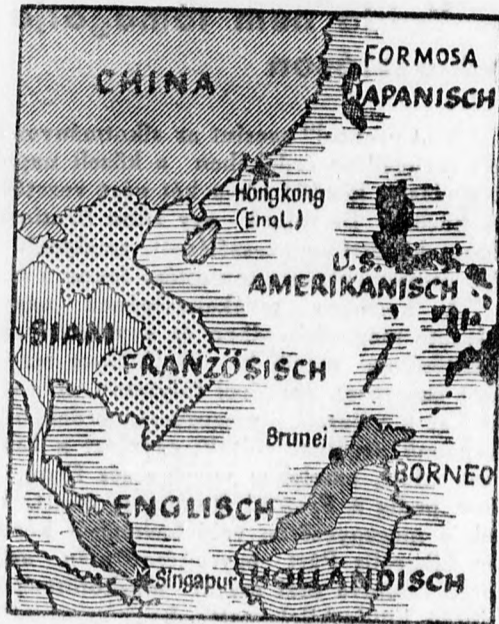 FORMOSA
CHINA
JAPANISCH
Hongkong
(Engl.)
U.S.
AMERIKANISCH
SIAM
FRANZÖSISCH
Brunei
BORNEO
ENGLISCH
Singapur
HOLLÄNDISCH